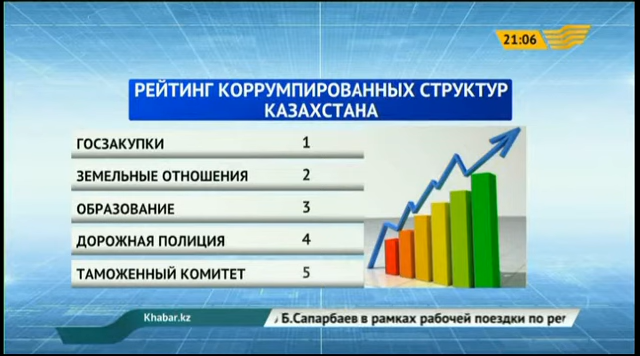 21:06
РЕЙТИНГ КОРРУМПИРОВАННЫХ СТРУКТУР
КАЗАХСТАНА
ГОСЗАКУПКИ 1
ЗЕМЕЛЬНЫЕ ОТНОШЕНИЯ 2
ОБРАЗОВАНИЕ 3
ДОРОЖНАЯ ПОЛИЦИЯ 4
ТАМОЖЕННЫЙ КОМИТЕТ 5
Khabar.kz Б.Сапарбаев в рамках рабочей поездки по рег